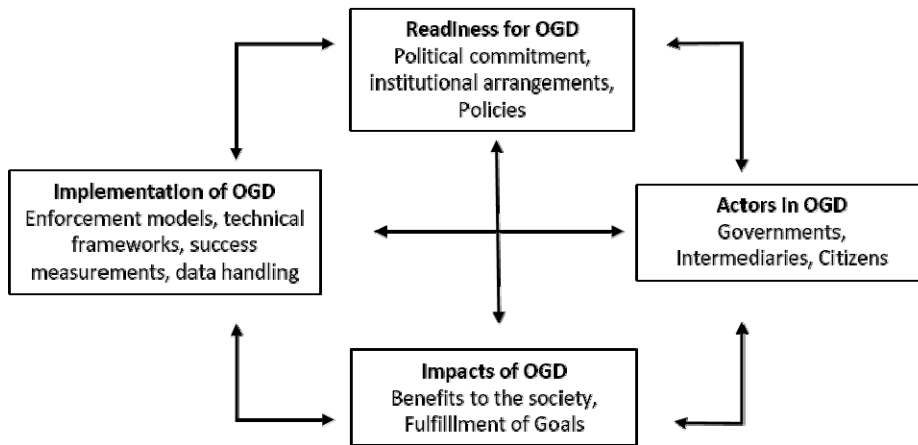 Readiness for OGD
Political commitment,
institutional arrangements,
Policies
Implementation of OGD
Enforcement models, technical
frameworks, success
measurements, data handling
Actors in OGD
Governments,
Intermediaries, Citizens
Impacts of OGD
Benefits to the society,
Fulfilllment of Goals